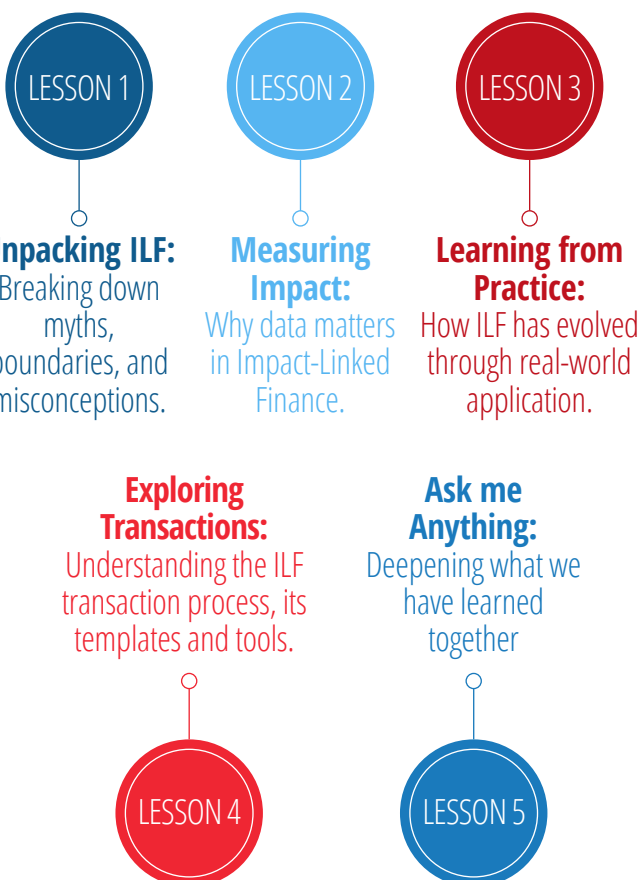 LESSON 1
LESSON 2
LESSON 3
npacking ILF:
Breaking down
myths,
boundaries, and
misconceptions.
Measuring
Impact:
Why data matters
in Impact-Linked
Finance.
Learning from
Practice:
How ILF has evolved
through real-world
application.
Exploring
Transactions:
Understanding the ILF
transaction process, its
templates and tools.
Ask me
Anything:
Deepening what we
have learned
together
LESSON 4
LESSON 5